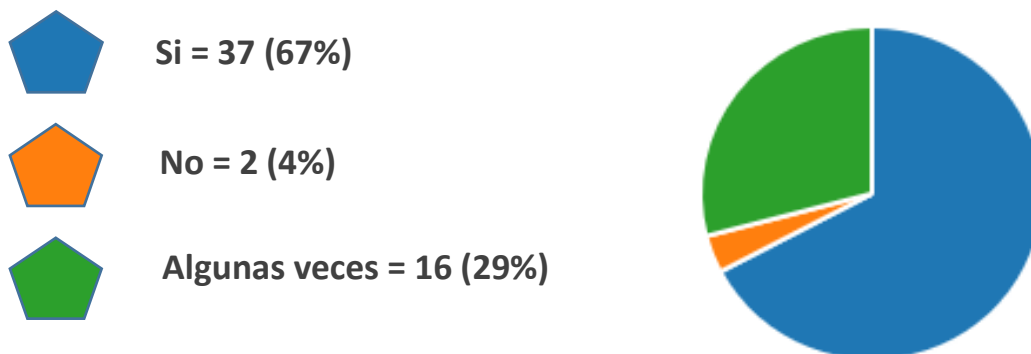 Si = 37 (67%)
No = 2 (4%)
Algunas veces = 16 (29%)